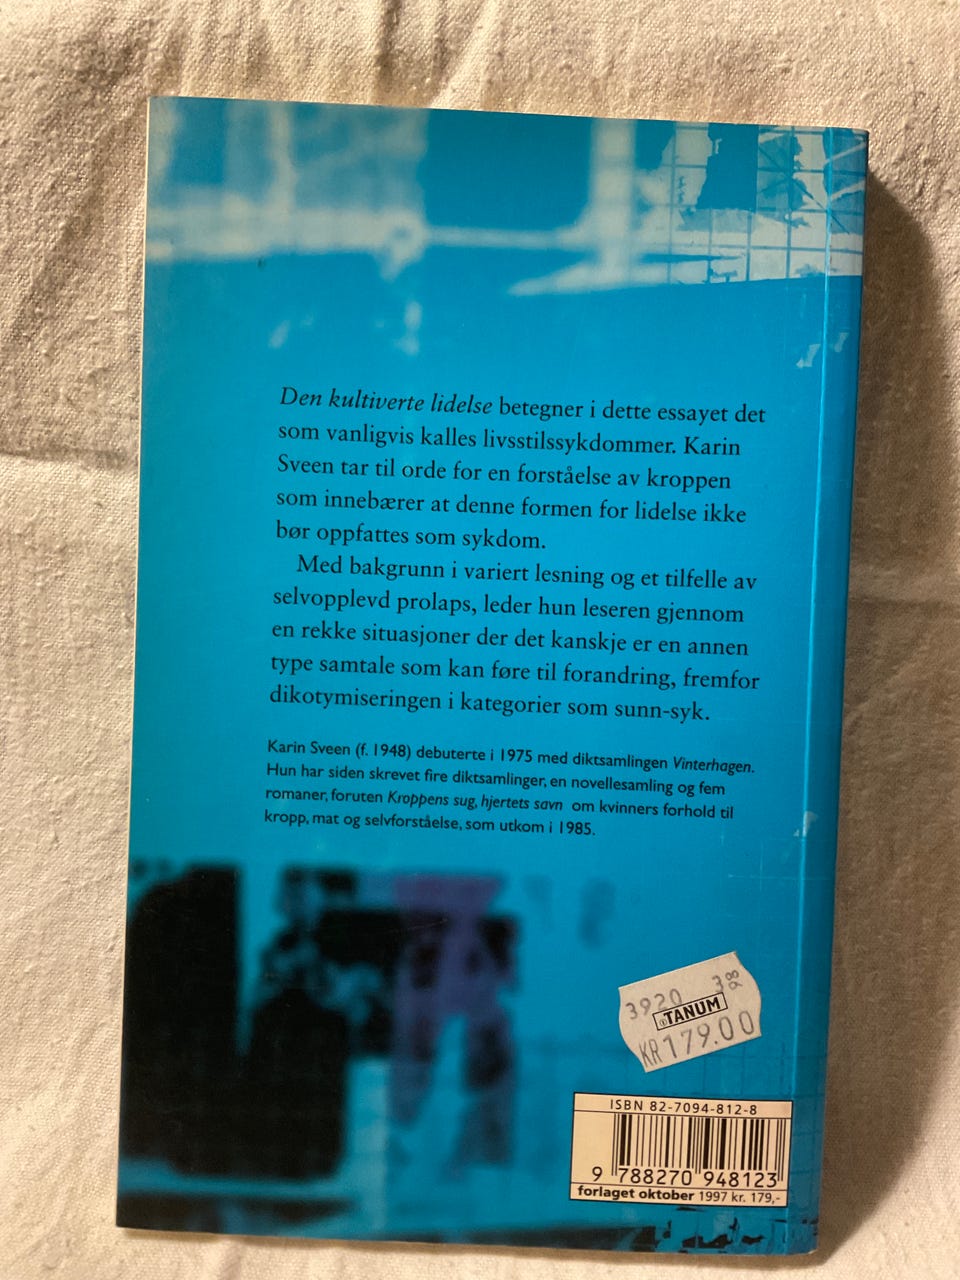 Den kultiverte lidelse betegner i dette essayet det
som vanligvis kalles livsstilssykdommer. Karin
Sveen tar til orde for en forståelse av kroppen
som innebærer at denne formen for lidelse ikke
bør oppfattes som sykdom.
Med bakgrunn i variert lesning og et tilfelle av
selvopplevd prolaps, leder hun leseren gjennom
en rekke situasjoner der det kanskje er en annen
type samtale som kan føre til forandring, fremfor
dikotymiseringen i kategorier som sunn-syk.
Karin Sveen (f. 1948) debuterte i 1975 med diktsamlingen Vinterhagen.
Hun har siden skrevet fire diktsamlinger, en novellesamling og fem
romaner, foruten Kroppens sug, hjertets savn om kvinners forhold til
kropp, mat og selvforståelse, som utkom i 1985.
3920
TANUM
KR179.00
ISBN 82-7094-812-8
9 788270 948123
forlaget oktober 1997 kr. 179,-